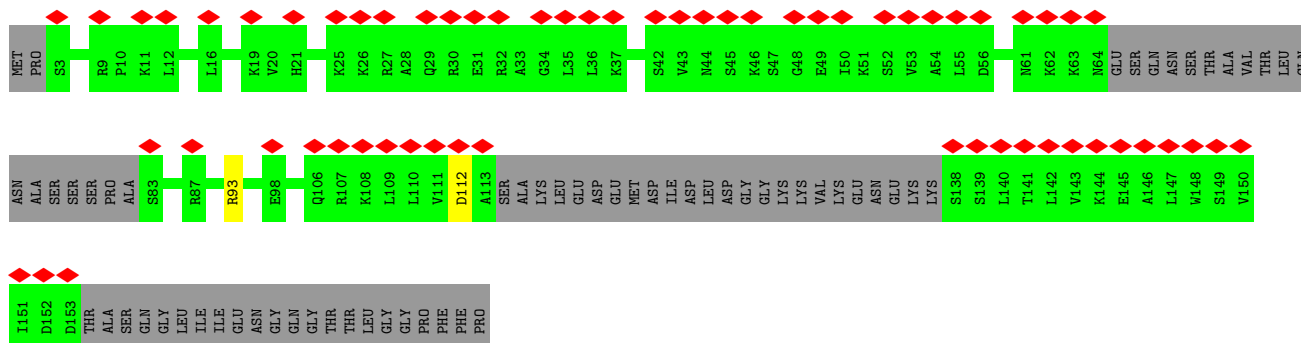 MET PRO S3 R9 P10 K11 L12 L16 K19 V20 H21 K25 K26 R27 A28 Q29 R30 E31 R32 A33 G34 L35 L36 K37 S42 V43 N44 S45 K46 S47 G48 E49 I50 K51 S52 V53 A54 L55 D56 N61 K62 K63 N64 GLU SER GLN ASN SER THR ALA VAL THR LEU GLN
ASN ALA SER SER SER PRO ALA S83 R87 R93 E98 Q106 R107 K108 L109 L110 V111 D112 A113 SER ALA LYS LEU GLU ASP GLU MET ASP ILE ASP LEU ASP GLY GLY LYS LYS VAL LYS GLU ASN GLU LYS LYS S138 S139 L140 T141 L142 V143 K144 E145 A146 L147 W148 S149 V150
I151 D152 D153 THR ALA SER GLN GLY LEU ILE ILE GLU ASN GLY GLN GLY THR THR LEU GLY GLY PRO PHE PHE PRO